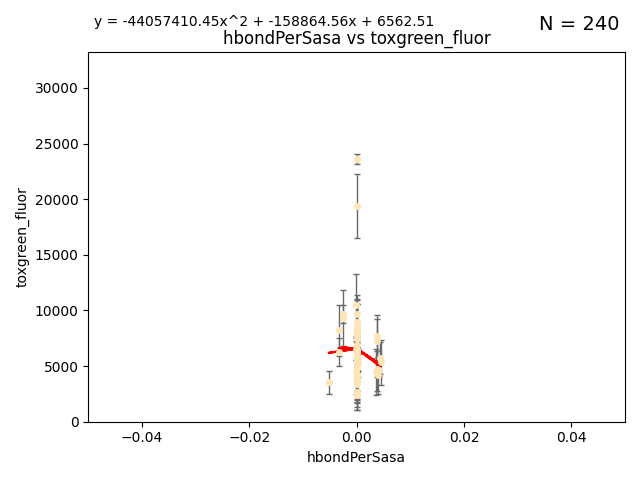 y = -44057410.45x^2 + -158864.56x + 6562.51
N = 240
hbondPerSasa vs toxgreen_fluor
30000
25000
20000
15000
10000
5000
0
toxgreen_fluor
−0.04 −0.02 0.00 0.02 0.04
hbondPerSasa